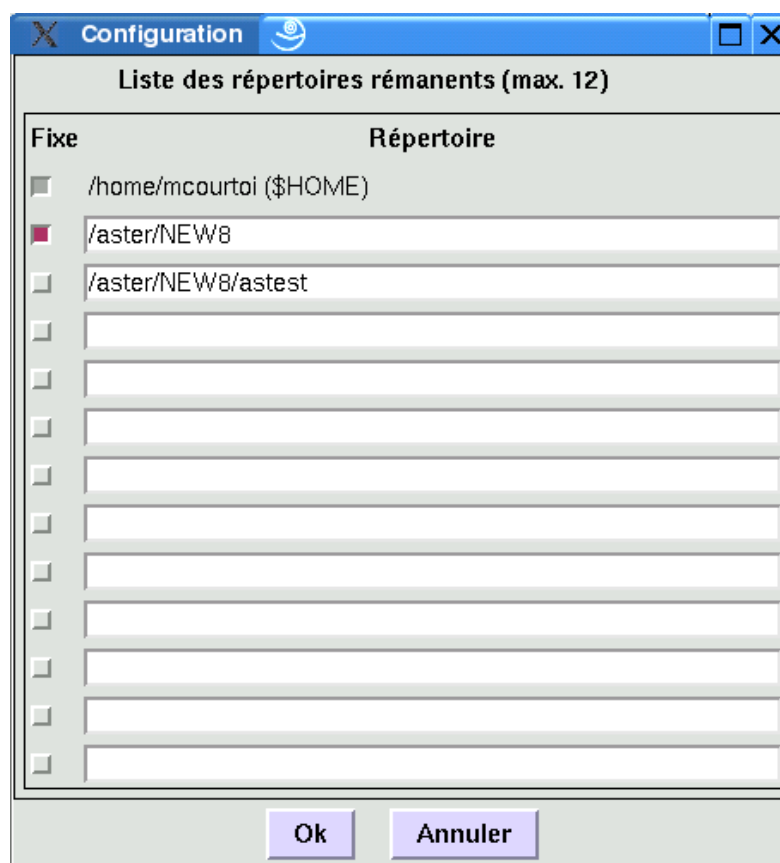 Configuration
Liste des répertoires rémanents (max. 12)
Fixe Répertoire
/home/mcourtoi ($HOME)
/aster/NEW8
/aster/NEW8/astest
Ok Annuler